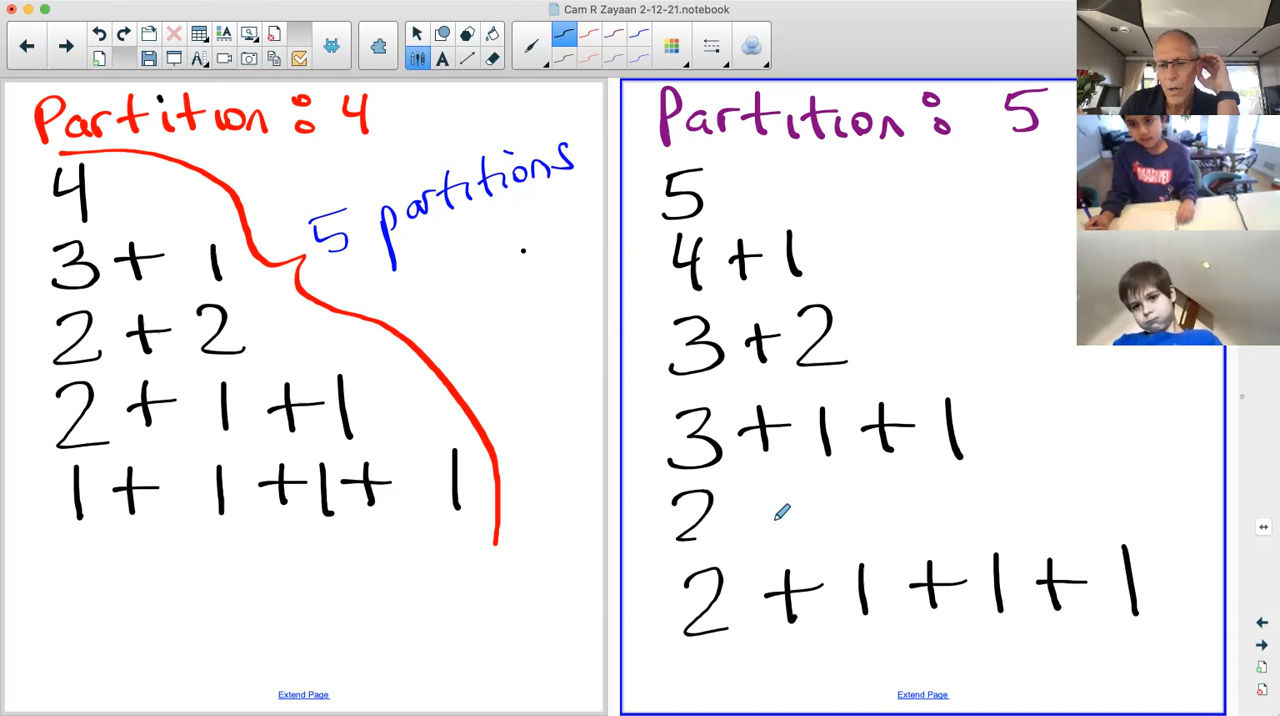 Cam R Zayaan 2-12-21.notebook
Partition : 4
4
3 + 1
2 + 2
2 + 1 + 1
1 + 1 + 1 + 1
5 partitions
Extend Page
Partition : 5
5
4 + 1
3 + 2
3 + 1 + 1
2
2 + 1 + 1 + 1
Extend Page
MARVEL